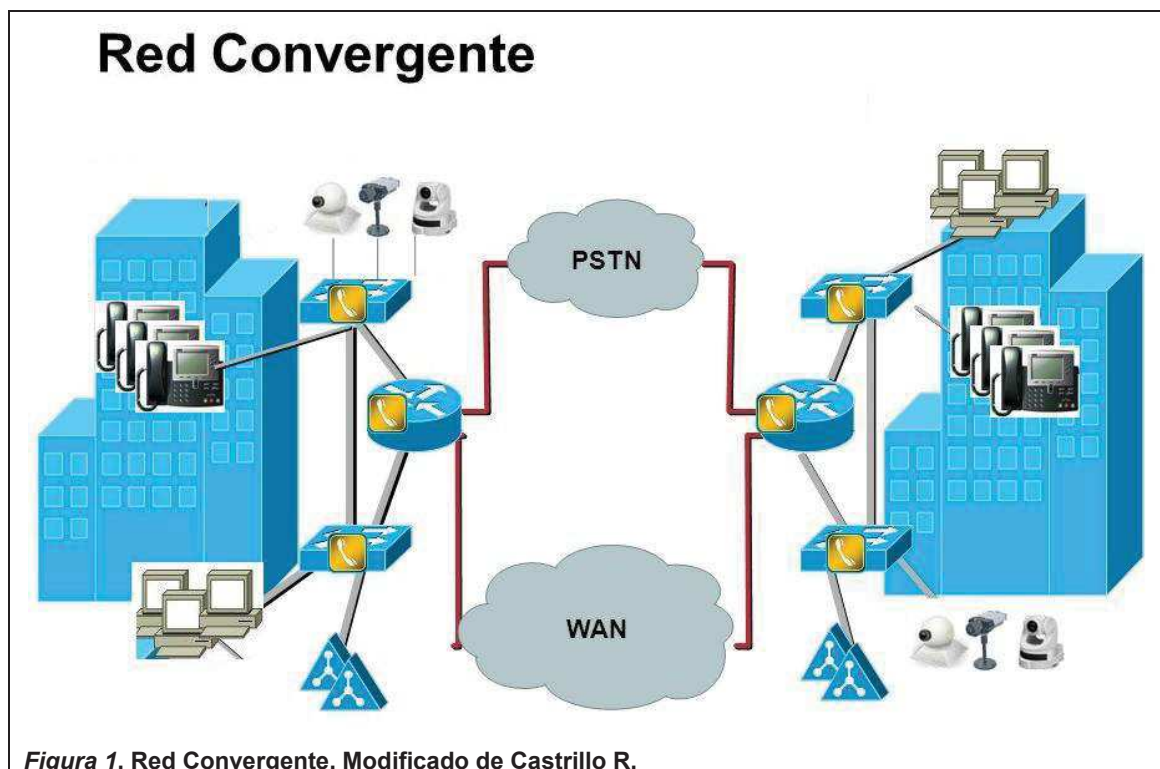 Red Convergente
PSTN
WAN
Figura 1. Red Convergente. Modificado de Castrillo R.